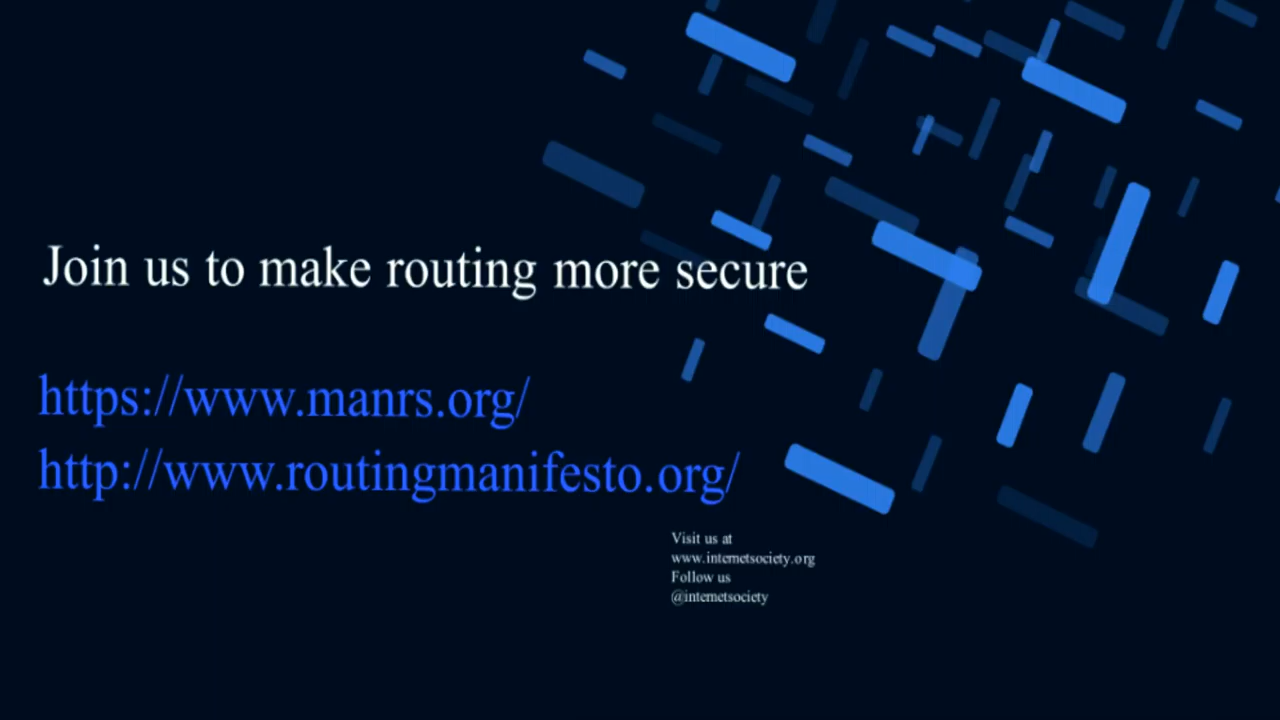 Join us to make routing more secure
https://www.manrs.org/
http://www.routingmanifesto.org/
Visit us at
www.internetsociety.org
Follow us
@internetsociety